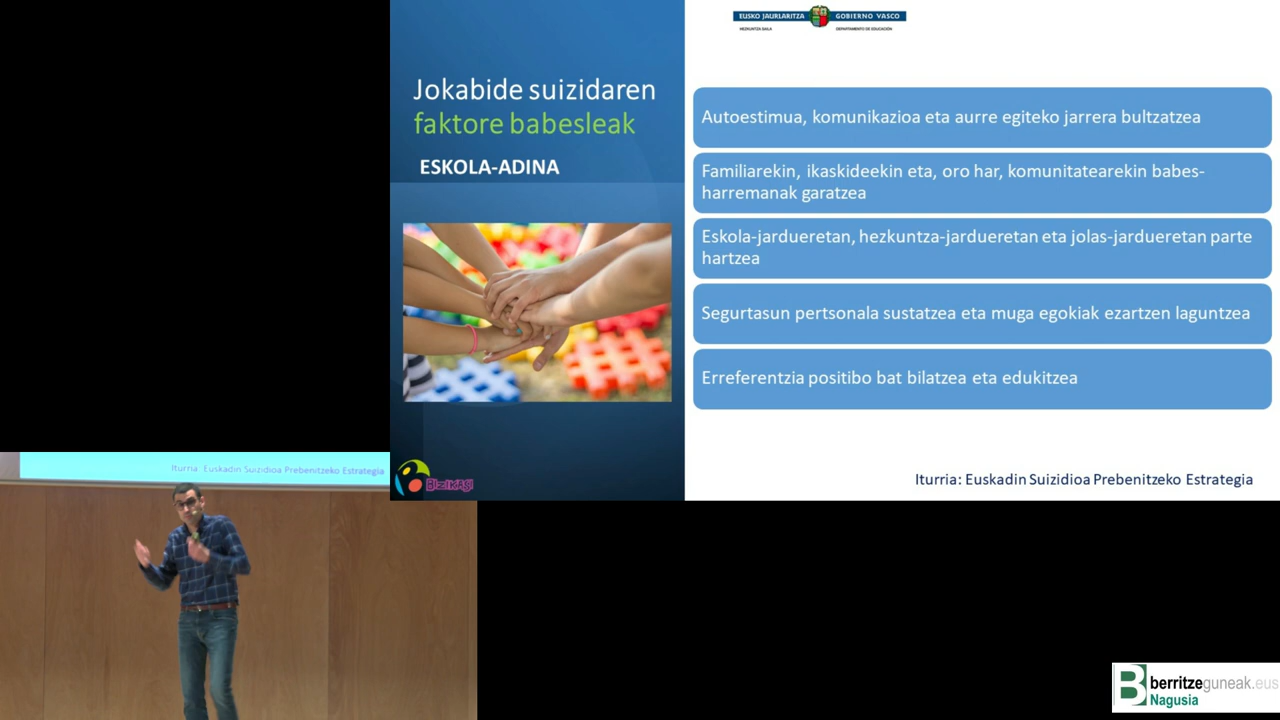 EUSKO JAURLARITZA
GOBIERNO VASCO
HEZKUNTZA SAILA
DEPARTAMENTO DE EDUCACIÓN
Jokabide suizidaren
faktore babesleak
ESKOLA-ADINA
Autoestimua, komunikazioa eta aurre egiteko jarrera bultzatzea
Familiarekin, ikaskideekin eta, oro har, komunitatearekin babes-
harremanak garatzea
Eskola-jardueretan, hezkuntza-jardueretan eta jolas-jardueretan parte
hartzea
Segurtasun pertsonala sustatzea eta muga egokiak ezartzen laguntzea
Erreferentzia positibo bat bilatzea eta edukitzea
BIZIKASI
Iturria: Euskadin Suizidioa Prebenitzeko Estrategia
Iturria Euskadin Suizidioa Prebenitzeko Estrategia
berritzeguneak.eus
Nagusia